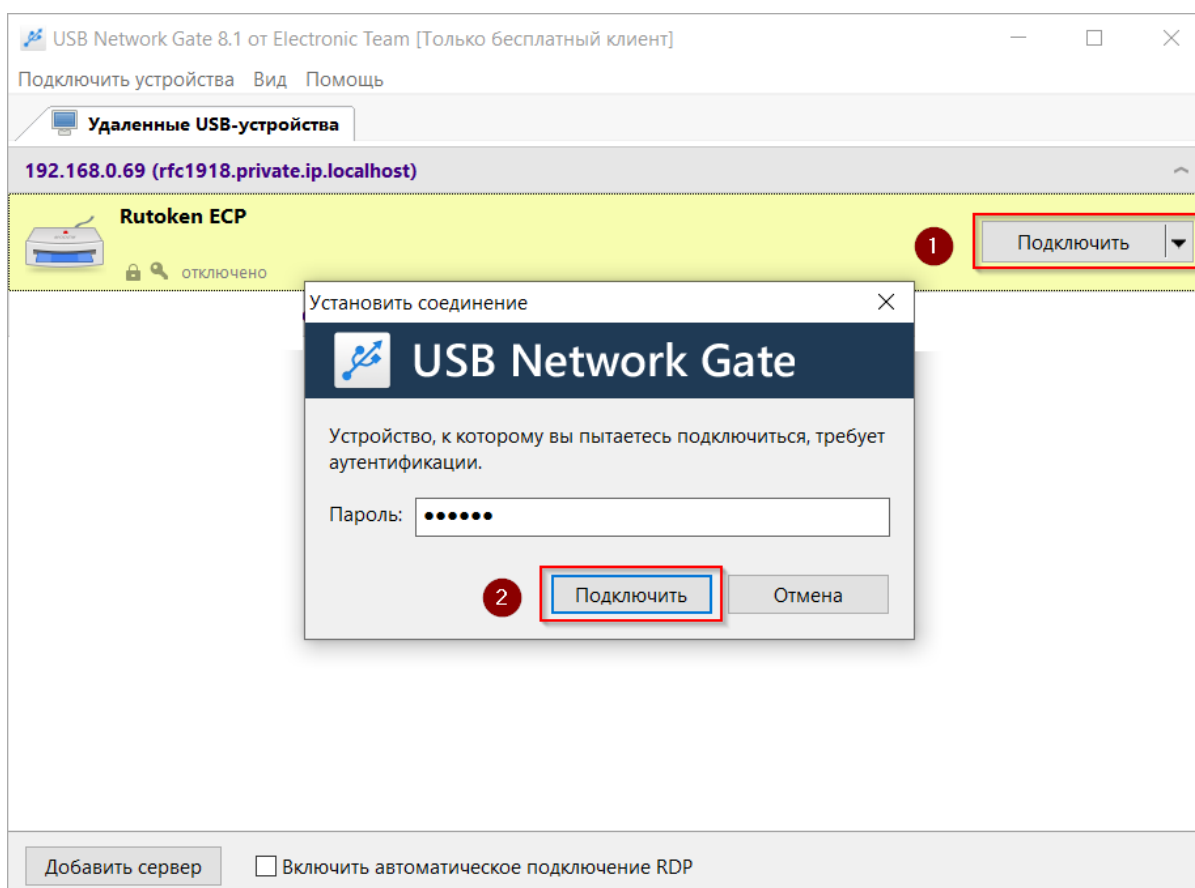 USB Network Gate 8.1 от Electronic Team [Только бесплатный клиент]
Подключить устройства Вид Помощь
Удаленные USB-устройства
192.168.0.69 (rfc1918.private.ip.localhost)
Rutoken ECP
1
Подключить
отключено
Установить соединение
USB Network Gate
Устройство, к которому вы пытаетесь подключиться, требует
аутентификации.
Пароль: ••••••
2
Подключить
Отмена
Добавить сервер
Включить автоматическое подключение RDP